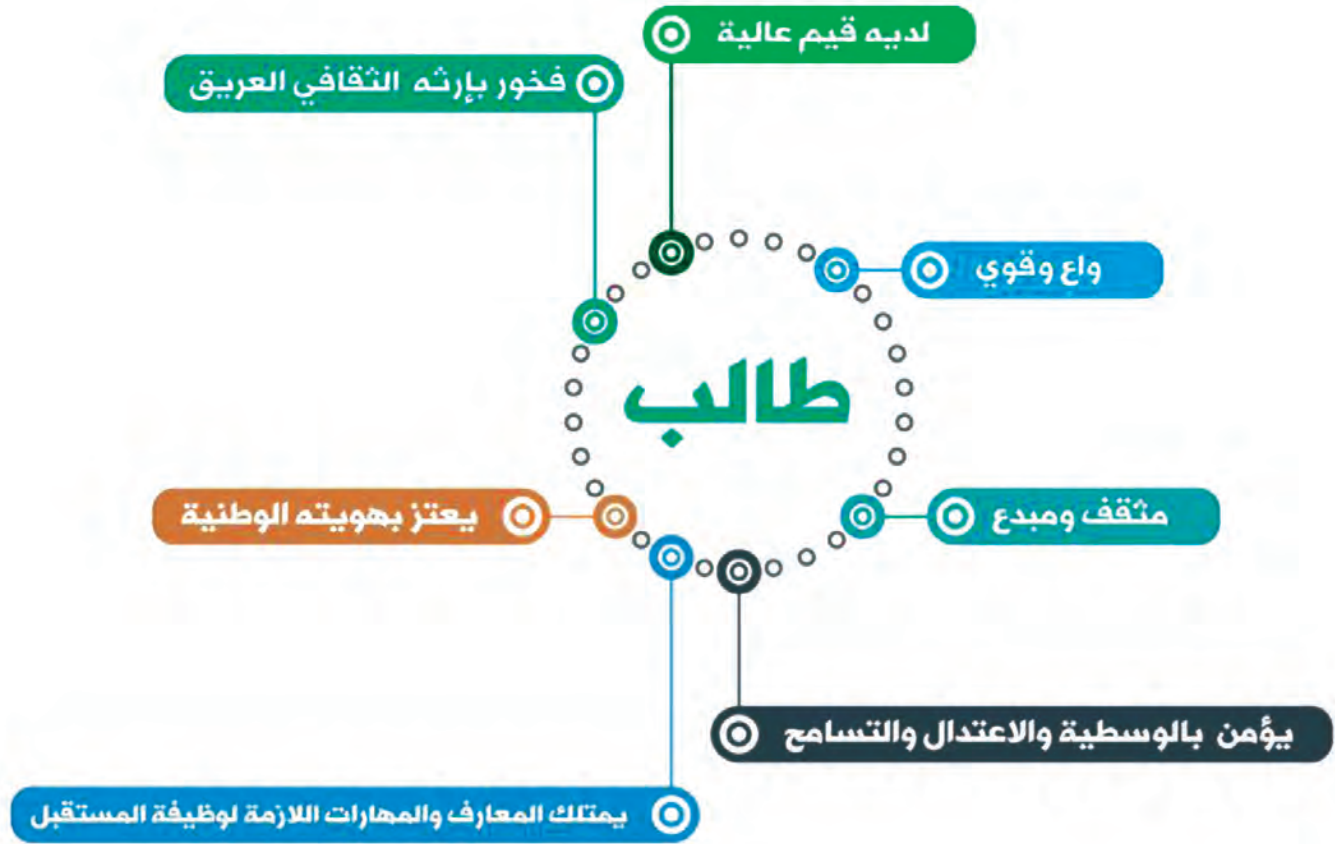 لديه قيم عالية
فخور بإرثه الثقافي العريق
واع وقوي
طالب
مثقف ومبدع
يعتز بهويته الوطنية
يؤمن بالوسطية والاعتدال والتسامح
يمتلك المعارف والمهارات اللازمة لوظيفة المستقبل